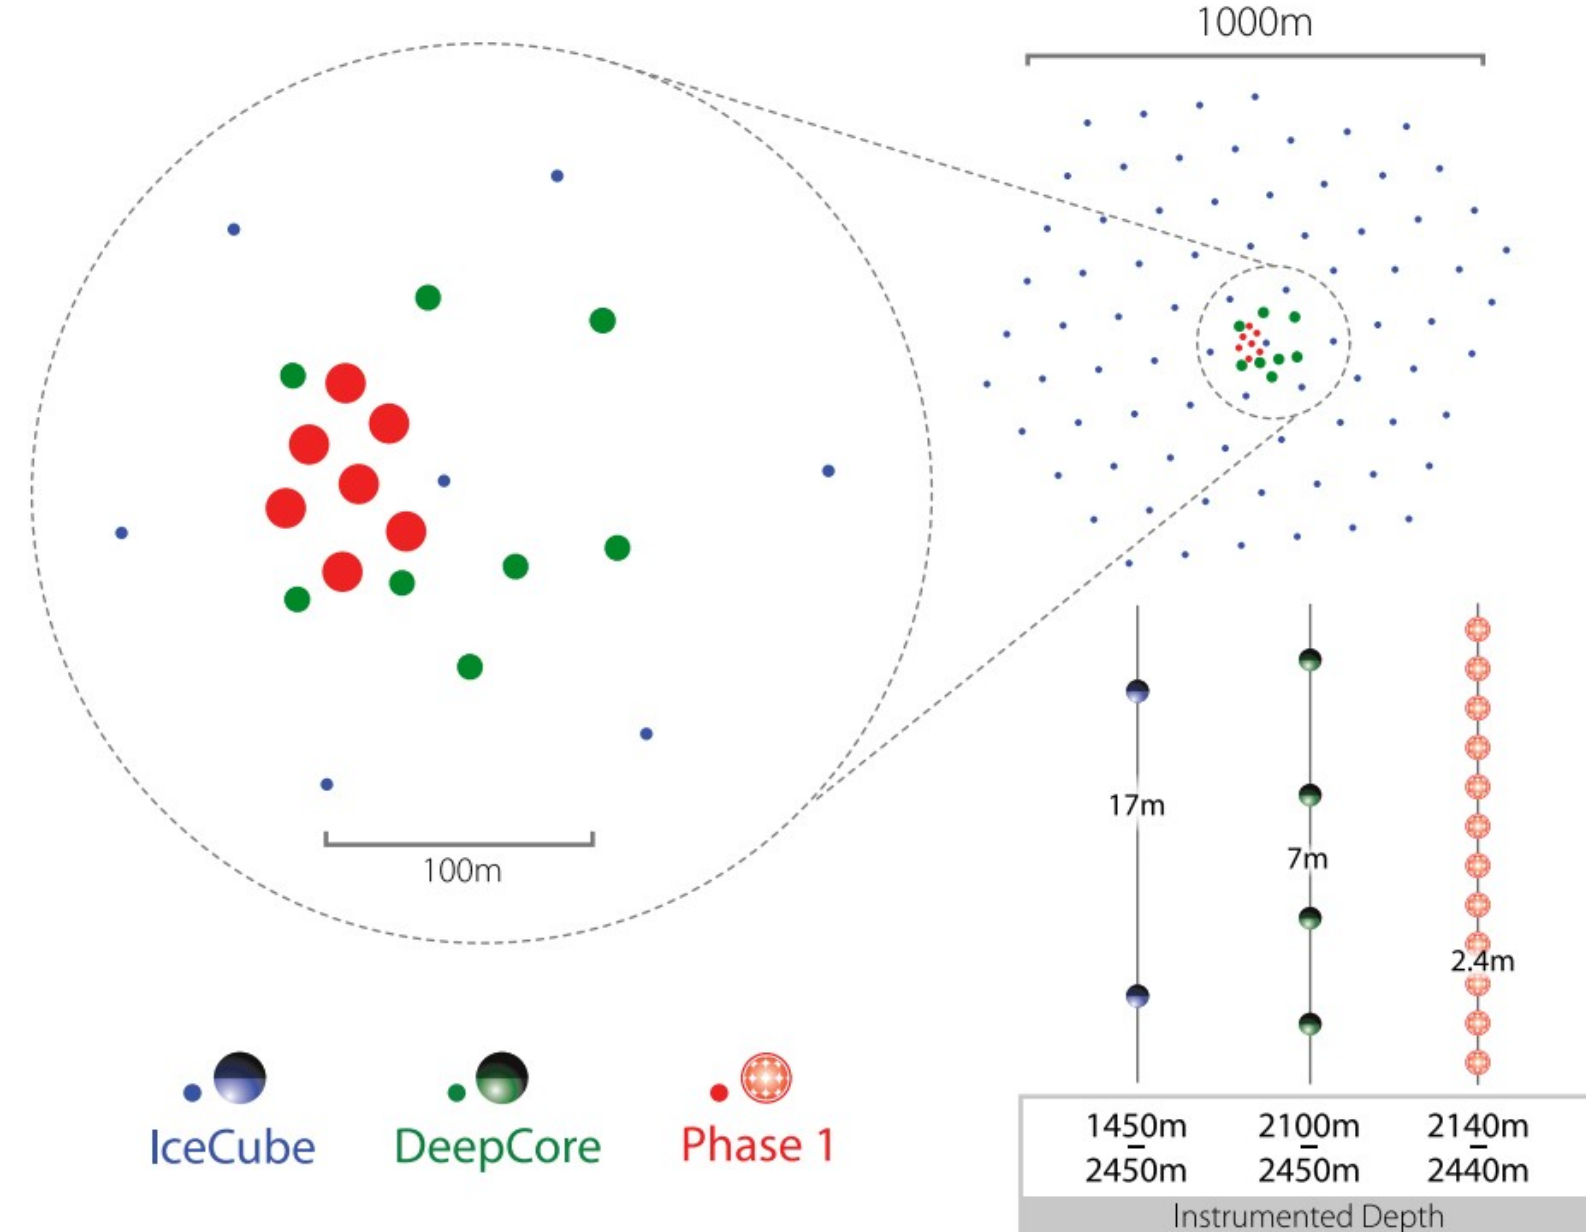 1000m
100m
17m
7m
2.4m
IceCube
DeepCore
Phase 1
1450m 2100m 2140m
– – –
2450m 2450m 2440m
Instrumented Depth